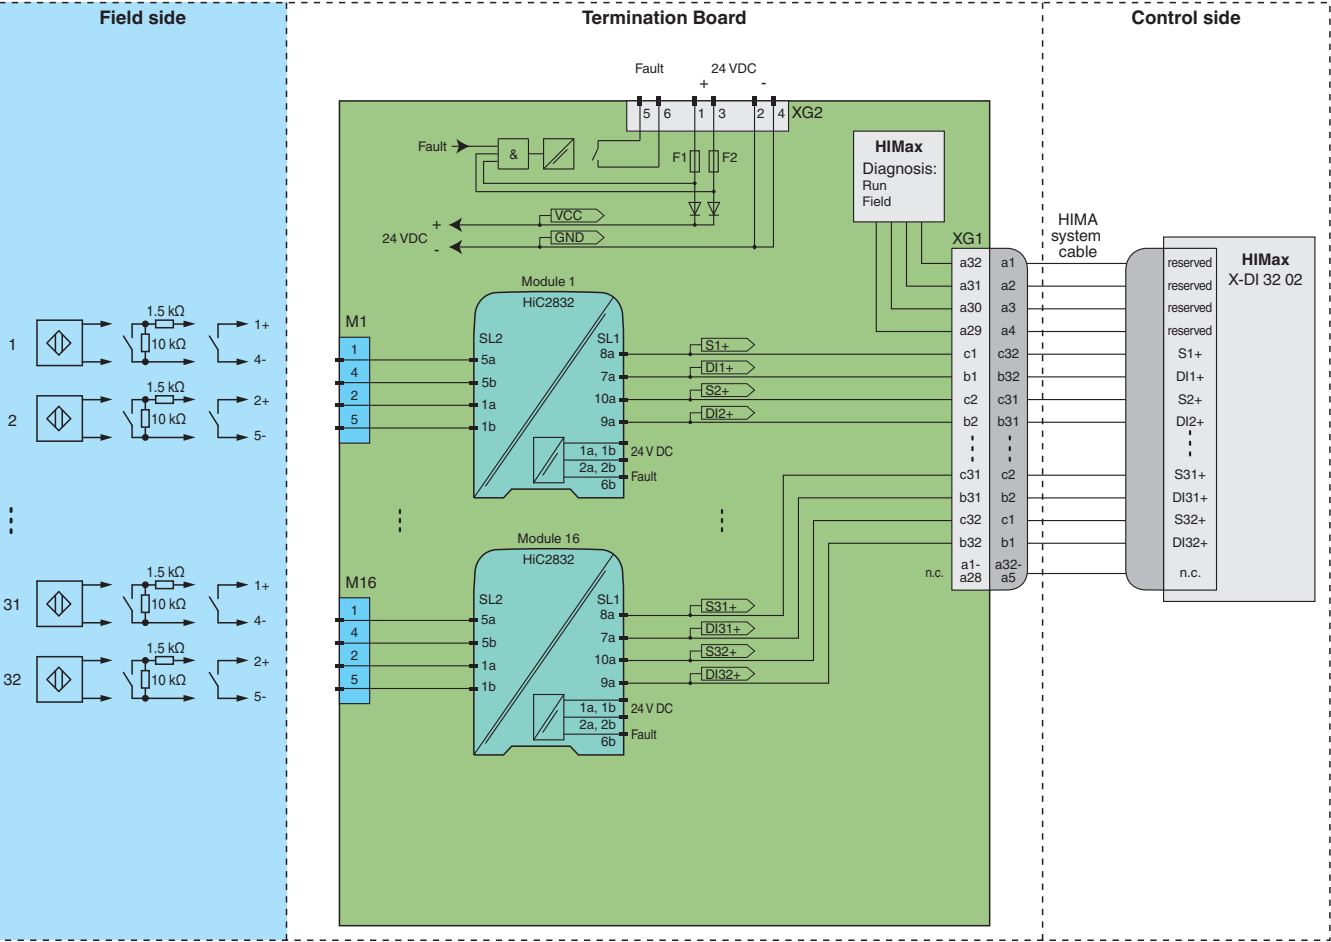 Field side
Termination Board
Control side
Fault
24 VDC
+
-
5 6 1 3 2 4 XG2
Fault
&
F1
F2
+
VCC
24 VDC
-
GND
HIMax
Diagnosis:
Run
Field
HIMA
system
cable
XG1
a32 a1 reserved
a31 a2 reserved
a30 a3 reserved
a29 a4 reserved
c1 c32 S1+
b1 b32 DI1+
c2 c31 S2+
b2 b31 DI2+
c31 c2 S31+
b31 b2 DI31+
c32 c1 S32+
b32 b1 DI32+
n.c.
a1-
a28
a32-
a5
n.c.
HIMax
X-DI 32 02
1
1.5 kΩ
10 kΩ
1+
4-
2
1.5 kΩ
10 kΩ
2+
5-
31
1.5 kΩ
10 kΩ
1+
4-
32
1.5 kΩ
10 kΩ
2+
5-
M1
1
4
2
5
Module 1
HiC2832
SL2
5a
5b
1a
1b
SL1
8a
7a
10a
9a
1a, 1b
2a, 2b
6b
24 V DC
Fault
S1+
DI1+
S2+
DI2+
M16
1
4
2
5
Module 16
HiC2832
SL2
5a
5b
1a
1b
SL1
8a
7a
10a
9a
1a, 1b
2a, 2b
6b
24 V DC
Fault
S31+
DI31+
S32+
DI32+